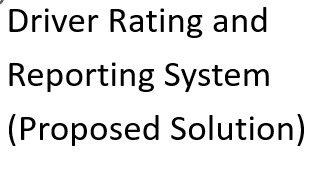 Driver Rating and
Reporting System
(Proposed Solution)